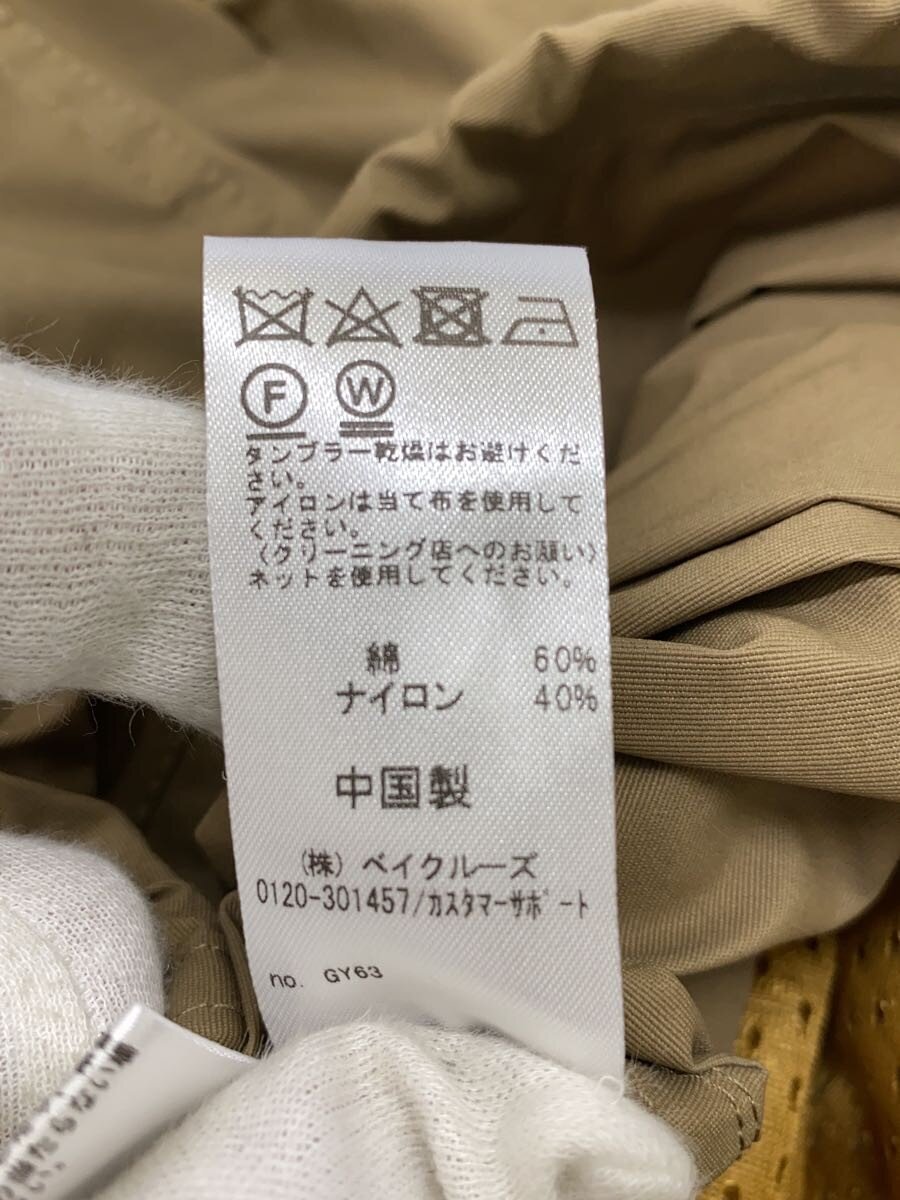 F W
タンブラー乾燥はお避けくだ
さい。
アイロンは当て布を使用して
ください。
〈クリーニング店へのお願い〉
ネットを使用してください。
綿 60%
ナイロン 40%
中国製
(株) ベイクルーズ
0120-301457/カスタマーサポート
no. GY63